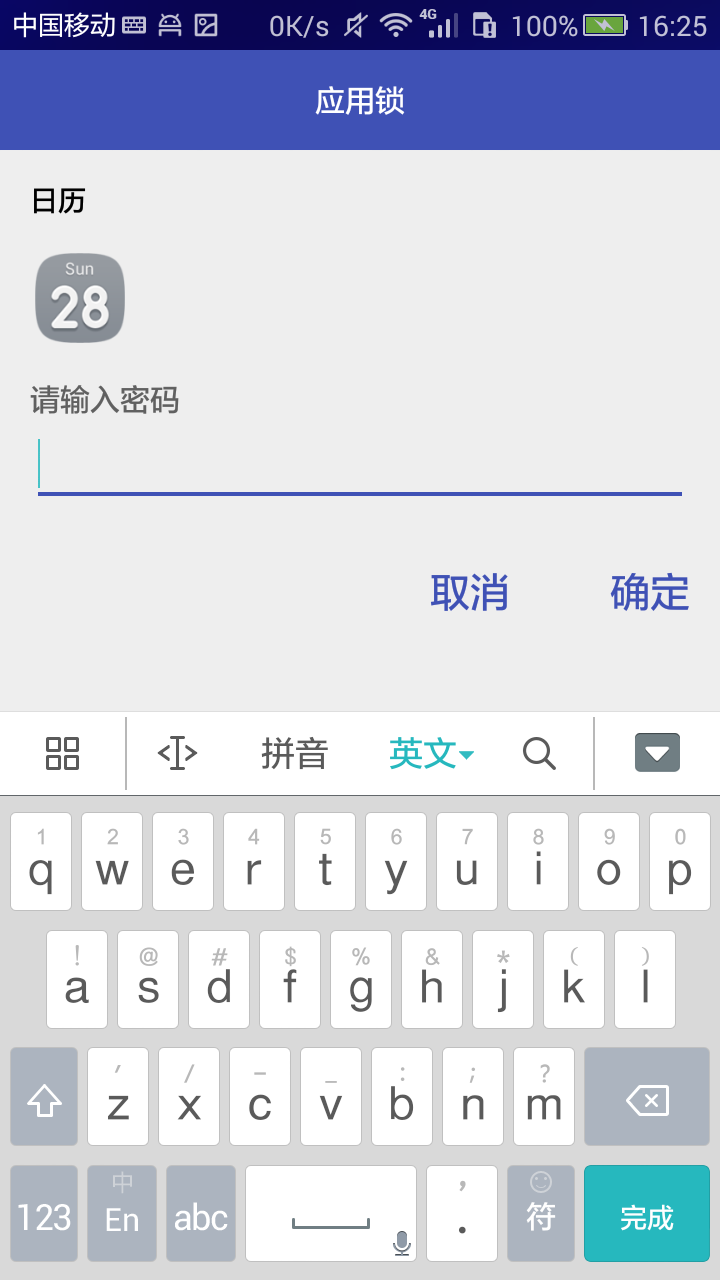 中国移动 0K/s 4G 100% 16:25
应用锁
日历
Sun
28
请输入密码
取消 确定
拼音 英文
1 2 3 4 5 6 7 8 9 0
q w e r t y u i o p
! @ # $ % & * ( )
a s d f g h j k l
' / – _ : ; ?
z x c v b n m
中 ,
123 En abc . 符 完成